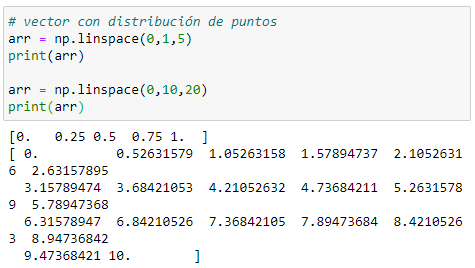 # vector con distribución de puntos
arr = np.linspace(0,1,5)
print(arr)
arr = np.linspace(0,10,20)
print(arr)
[0.   0.25 0.5  0.75 1.  ]
[ 0.          0.52631579  1.05263158  1.57894737  2.1052631
6  2.63157895
  3.15789474  3.68421053  4.21052632  4.73684211  5.2631578
9  5.78947368
  6.31578947  6.84210526  7.36842105  7.89473684  8.4210526
3  8.94736842
  9.47368421 10.        ]